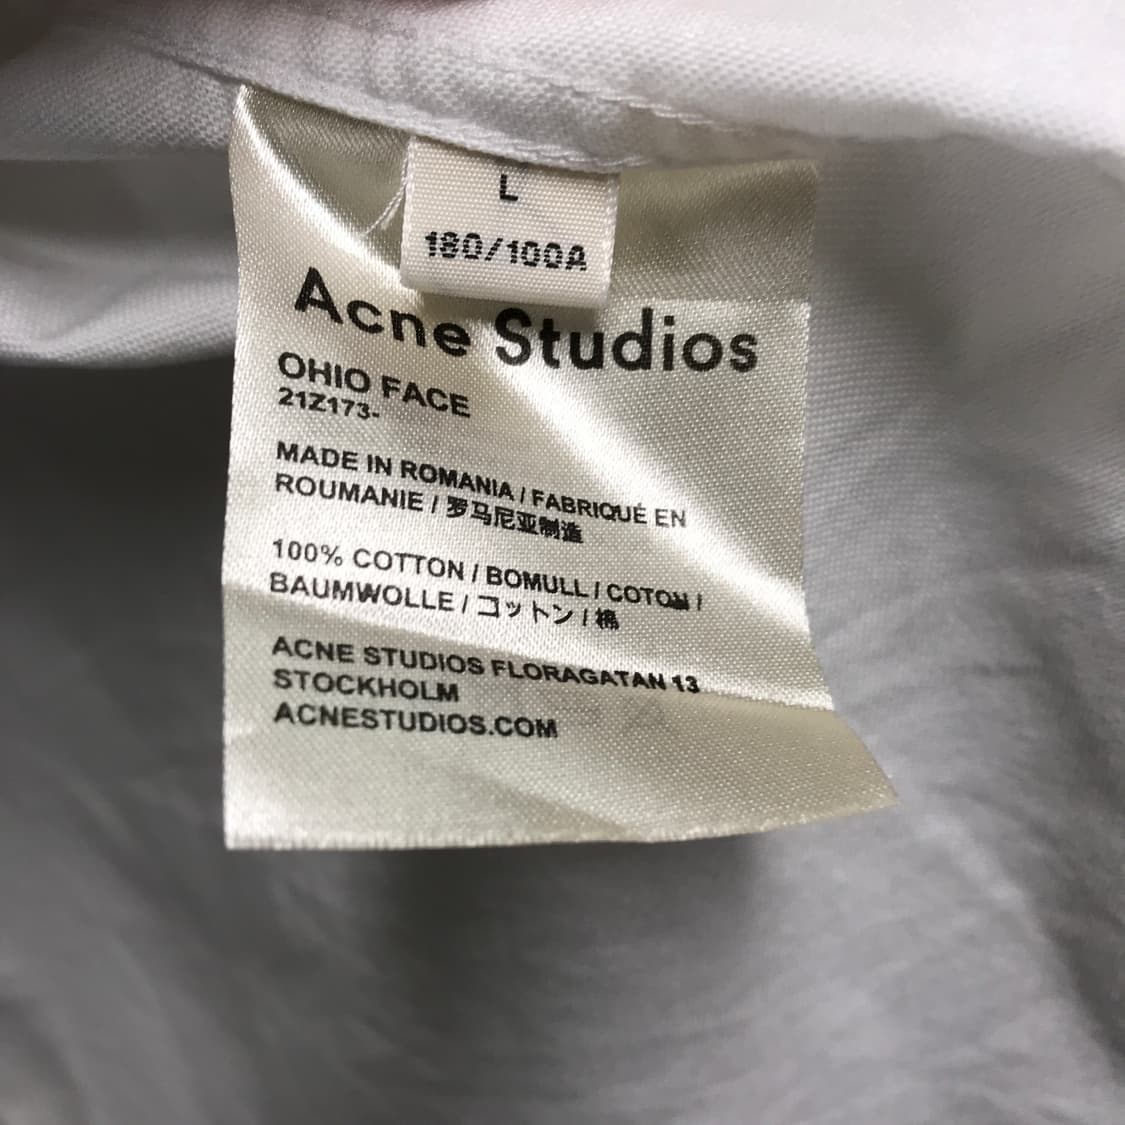 L
180/100A
Acne Studios
OHIO FACE
21Z173-
MADE IN ROMANIA / FABRIQUÉ EN
ROUMANIE / 罗马尼亚制造
100% COTTON / BOMULL / COTON /
BAUMWOLLE / コットン / 棉
ACNE STUDIOS FLORAGATAN 13
STOCKHOLM
ACNESTUDIOS.COM